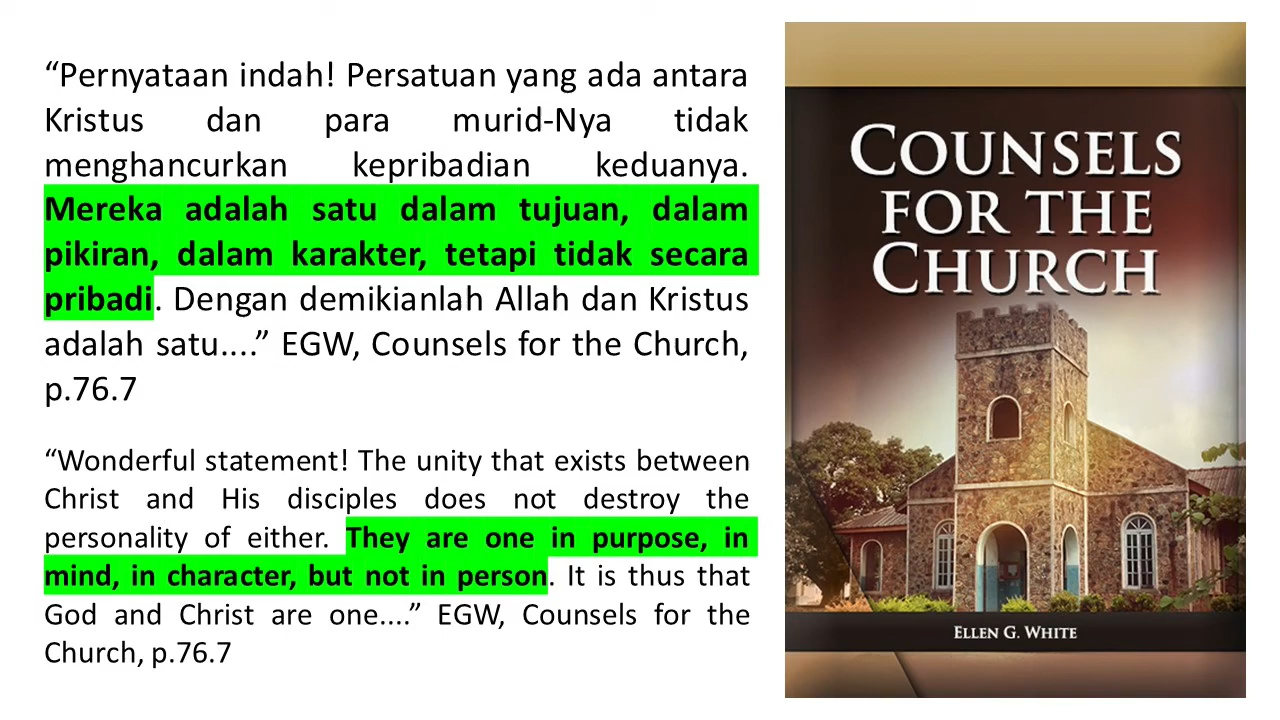 “Pernyataan indah! Persatuan yang ada antara
Kristus dan para murid-Nya tidak
menghancurkan kepribadian keduanya.
Mereka adalah satu dalam tujuan, dalam
pikiran, dalam karakter, tetapi tidak secara
pribadi. Dengan demikianlah Allah dan Kristus
adalah satu....” EGW, Counsels for the Church,
p.76.7
“Wonderful statement! The unity that exists between
Christ and His disciples does not destroy the
personality of either. They are one in purpose, in
mind, in character, but not in person. It is thus that
God and Christ are one....” EGW, Counsels for the
Church, p.76.7
COUNSELS
FOR THE
CHURCH
ELLEN G. WHITE